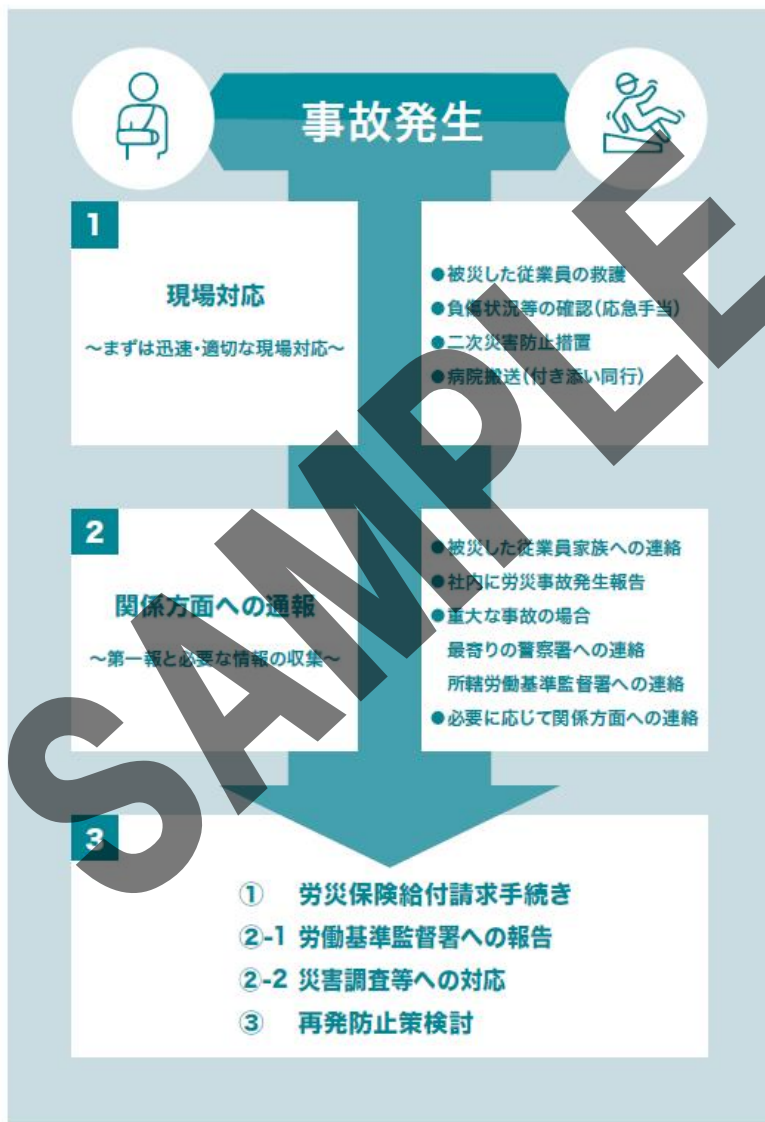 事故発生
1
現場対応
～まずは迅速・適切な現場対応～
●被災した従業員の救護
●負傷状況等の確認(応急手当)
●二次災害防止措置
●病院搬送(付き添い同行)
2
関係方面への通報
～第一報と必要な情報の収集～
●被災した従業員家族への連絡
●社内に労災事故発生報告
●重大な事故の場合
最寄りの警察署への連絡
所轄労働基準監督署への連絡
●必要に応じて関係方面への連絡
3
① 労災保険給付請求手続き
②-1 労働基準監督署への報告
②-2 災害調査等への対応
③ 再発防止策検討
SAMPLE